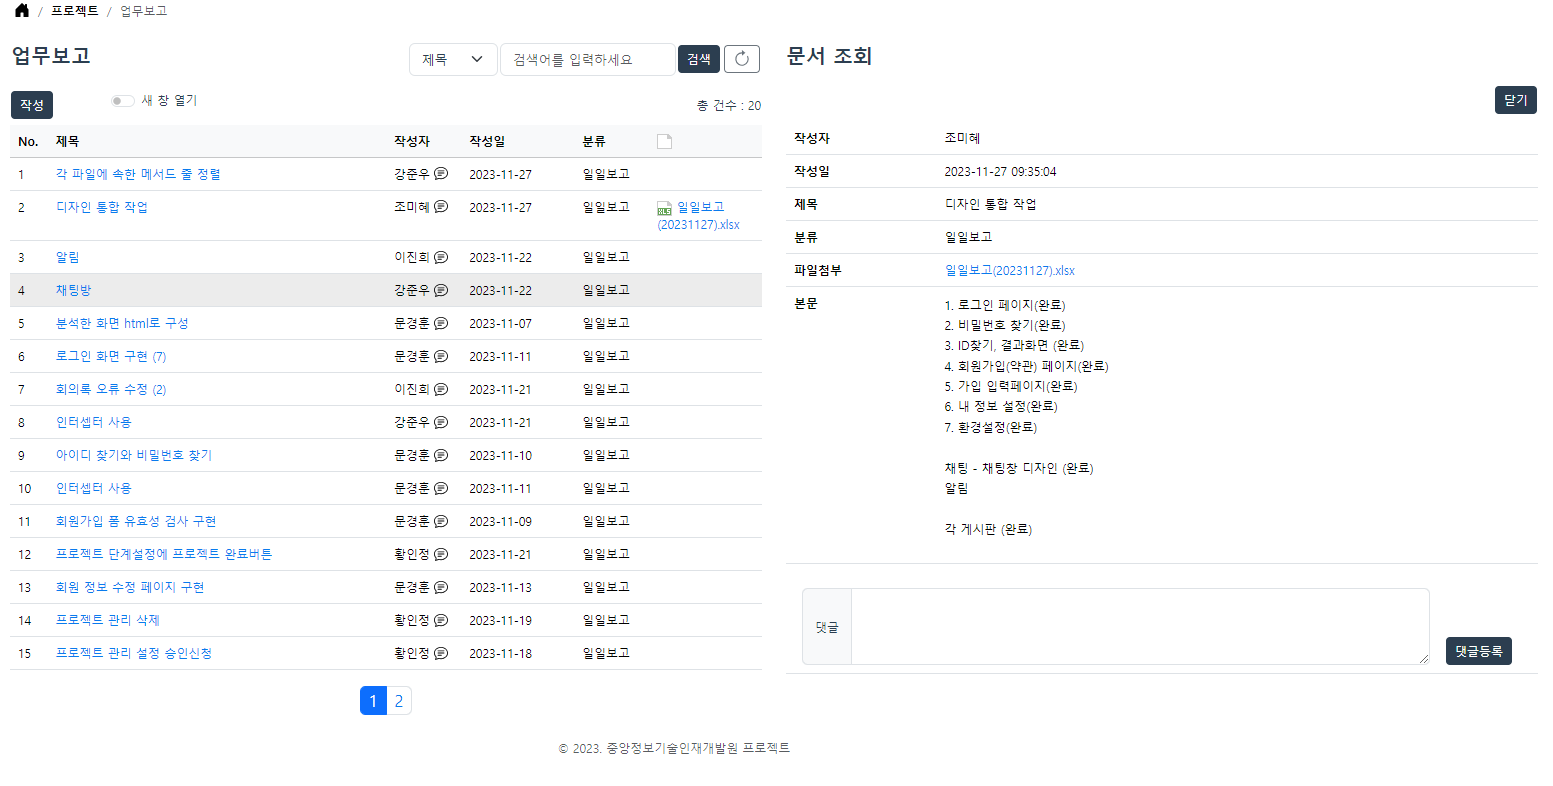 / 프로젝트 / 업무보고
업무보고
제목 검색어를 입력하세요 검색
작성 새 창 열기 총 건수 : 20
No. 제목 작성자 작성일 분류
1 각 파일에 속한 메서드 줄 정렬 강준우 2023-11-27 일일보고
2 디자인 통합 작업 조미혜 2023-11-27 일일보고 XLS 일일보고
(20231127).xlsx
3 알림 이진희 2023-11-22 일일보고
4 채팅방 강준우 2023-11-22 일일보고
5 분석한 화면 html로 구성 문경훈 2023-11-07 일일보고
6 로그인 화면 구현 (7) 문경훈 2023-11-11 일일보고
7 회의록 오류 수정 (2) 이진희 2023-11-21 일일보고
8 인터셉터 사용 강준우 2023-11-21 일일보고
9 아이디 찾기와 비밀번호 찾기 문경훈 2023-11-10 일일보고
10 인터셉터 사용 문경훈 2023-11-11 일일보고
11 회원가입 폼 유효성 검사 구현 문경훈 2023-11-09 일일보고
12 프로젝트 단계설정에 프로젝트 완료버튼 황인정 2023-11-21 일일보고
13 회원 정보 수정 페이지 구현 문경훈 2023-11-13 일일보고
14 프로젝트 관리 삭제 황인정 2023-11-19 일일보고
15 프로젝트 관리 설정 승인신청 황인정 2023-11-18 일일보고
1 2
문서 조회
닫기
작성자 조미혜
작성일 2023-11-27 09:35:04
제목 디자인 통합 작업
분류 일일보고
파일첨부 일일보고(20231127).xlsx
본문 1. 로그인 페이지(완료)
2. 비밀번호 찾기(완료)
3. ID찾기, 결과화면 (완료)
4. 회원가입(약관) 페이지(완료)
5. 가입 입력페이지(완료)
6. 내 정보 설정(완료)
7. 환경설정(완료)
채팅 - 채팅창 디자인 (완료)
알림
각 게시판 (완료)
댓글 댓글등록
© 2023. 중앙정보기술인재개발원 프로젝트